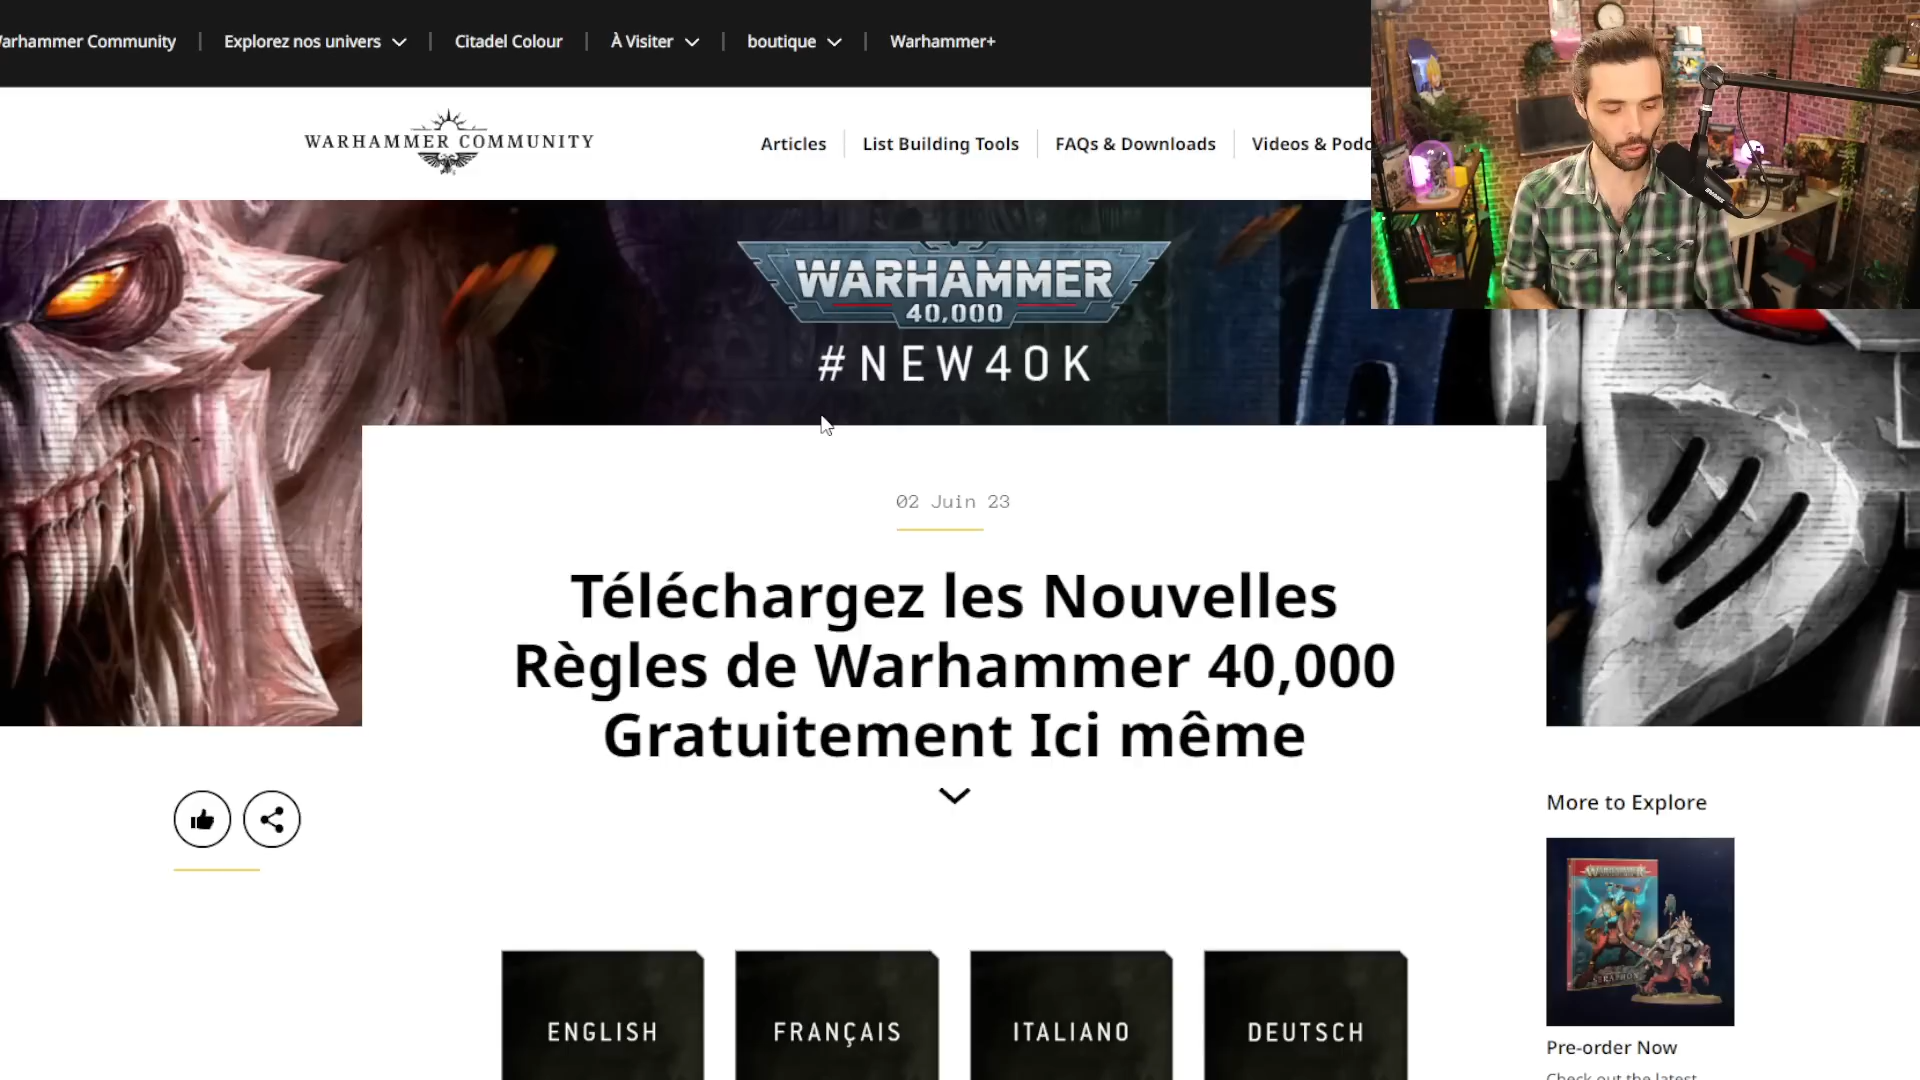 Warhammer Community
Explorez nos univers
Citadel Colour
À Visiter
boutique
Warhammer+
WARHAMMER COMMUNITY
Articles
List Building Tools
FAQs & Downloads
Videos & Podc
WARHAMMER
40,000
#NEW40K
02 Juin 23
Téléchargez les Nouvelles
Règles de Warhammer 40,000
Gratuitement Ici même
More to Explore
ENGLISH
FRANÇAIS
ITALIANO
DEUTSCH
Pre-order Now
Check out the latest